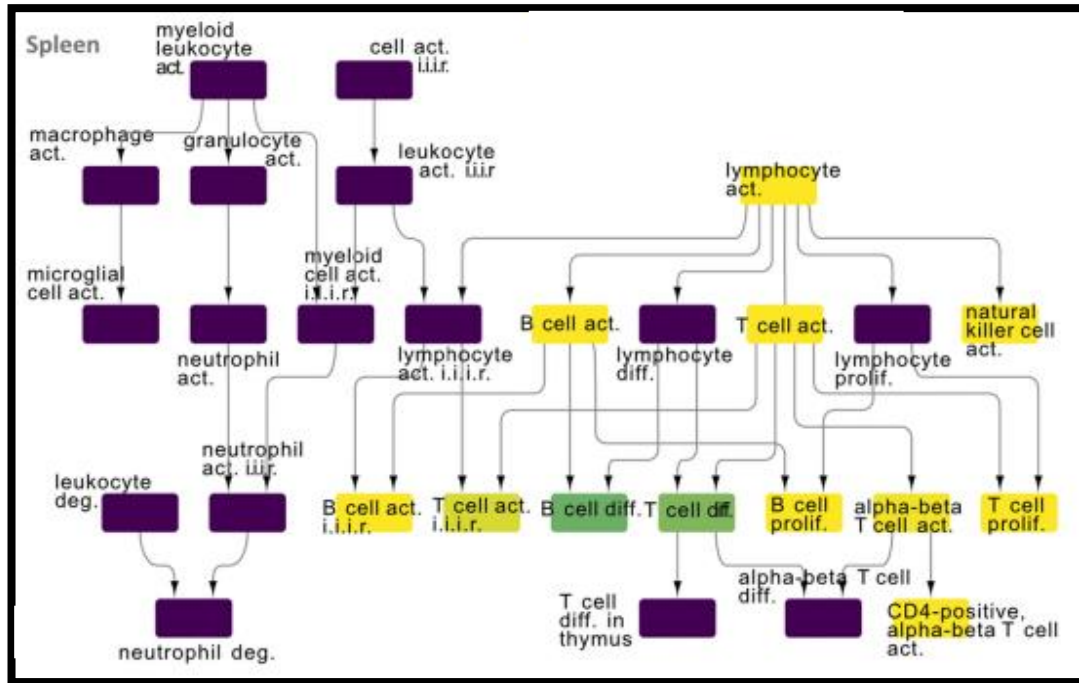 Spleen
myeloid
leukocyte
act.
cell act.
i.i.i.r.
macrophage
act.
granulocyte
act.
leukocyte
act. i.i.i.r
lymphocyte
act.
microglial
cell act.
myeloid
cell act.
i.i.i.r.
neutrophil
act.
lymphocyte
act. i.i.i.r.
B cell act.
lymphocyte
diff.
T cell act.
lymphocyte
prolif.
natural
killer cell
act.
leukocyte
deg.
neutrophil
act. i.i.i.r.
B cell act.
i.i.i.r.
T cell act.
i.i.i.r.
B cell diff.
T cell diff.
B cell
prolif.
alpha-beta
T cell act.
T cell
prolif.
neutrophil deg.
T cell
diff. in
thymus
alpha-beta T cell
diff.
CD4-positive,
alpha-beta T cell
act.